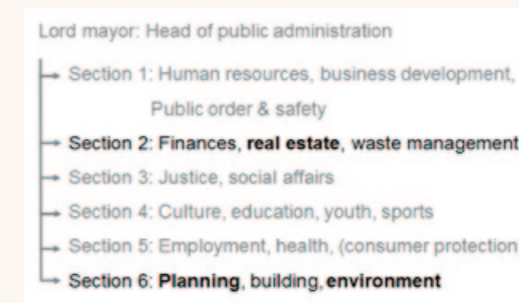 Lord mayor: Head of public administration
Section 1: Human resources, business development,
Public order & safety
Section 2: Finances, real estate, waste management
Section 3: Justice, social affairs
Section 4: Culture, education, youth, sports
Section 5: Employment, health, (consumer protection
Section 6: Planning, building, environment